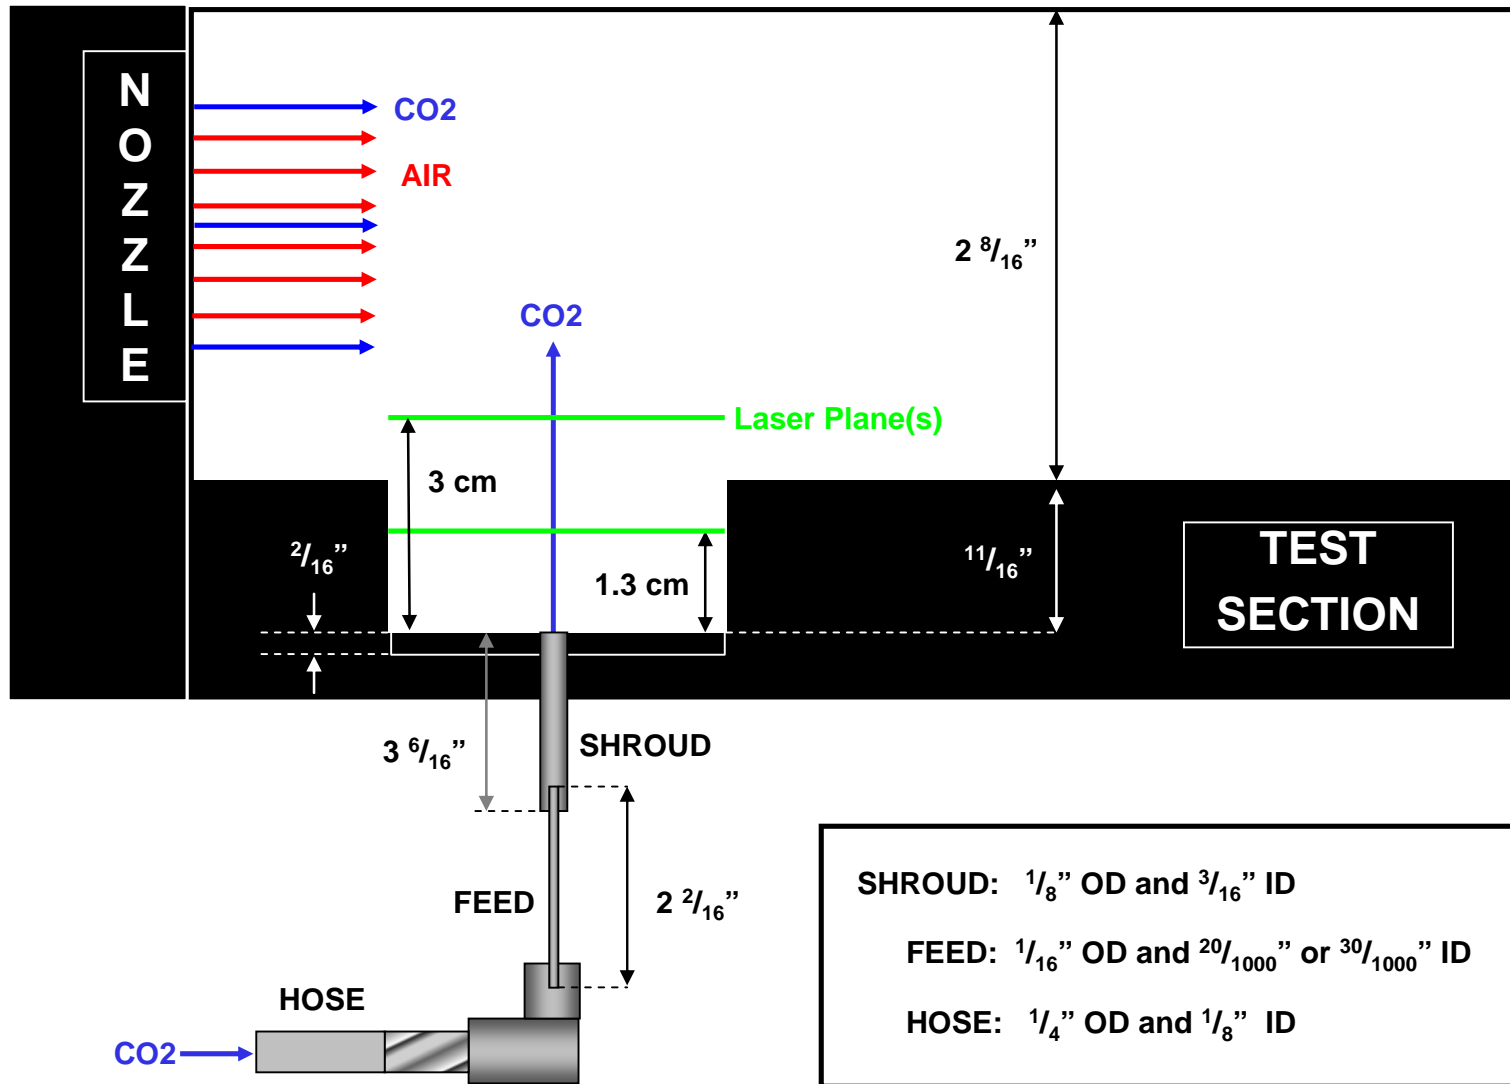 NOZZLE
CO2
AIR
2 8/16”
CO2
Laser Plane(s)
3 cm
2/16”
1.3 cm
11/16”
TEST
SECTION
3 6/16”
SHROUD
FEED
2 2/16”
HOSE
CO2
SHROUD: 1/8” OD and 3/16” ID
FEED: 1/16” OD and 20/1000” or 30/1000” ID
HOSE: 1/4” OD and 1/8” ID